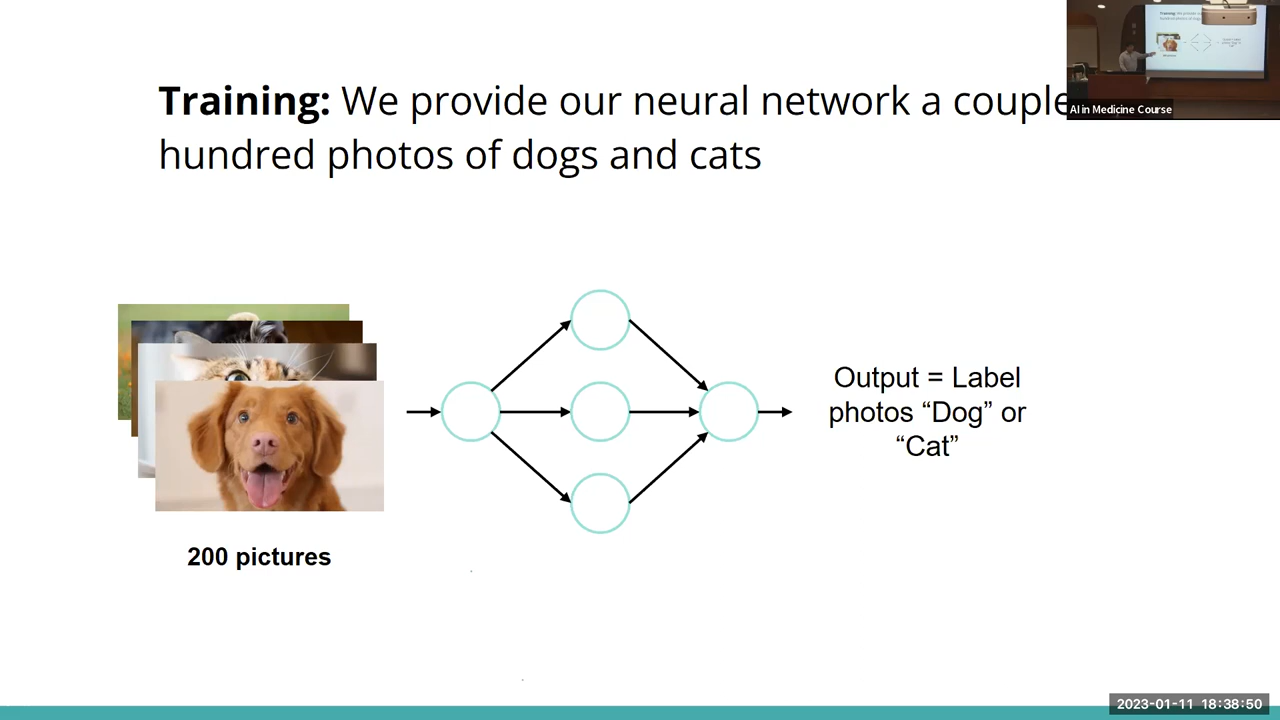 Training: We provide our neural network a couple
hundred photos of dogs and cats
AI in Medicine Course
Output = Label
photos “Dog” or
“Cat”
200 pictures
2023-01-11 18:38:50